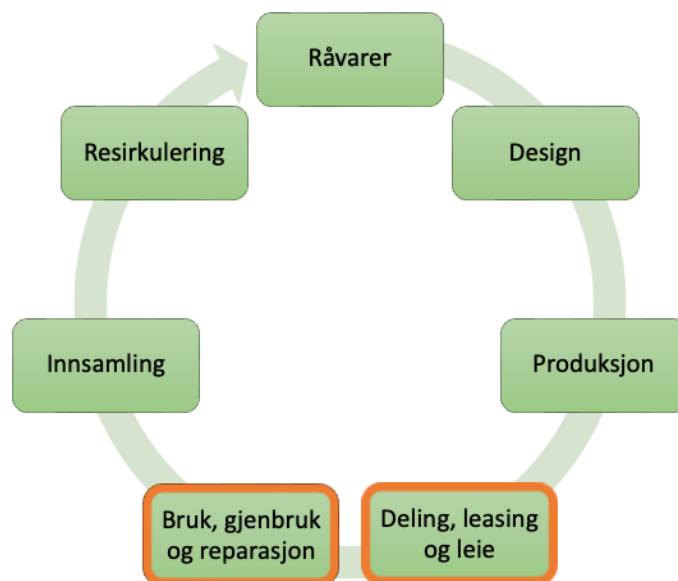 Råvarer
Design
Produksjon
Deling, leasing
og leie
Bruk, gjenbruk
og reparasjon
Innsamling
Resirkulering